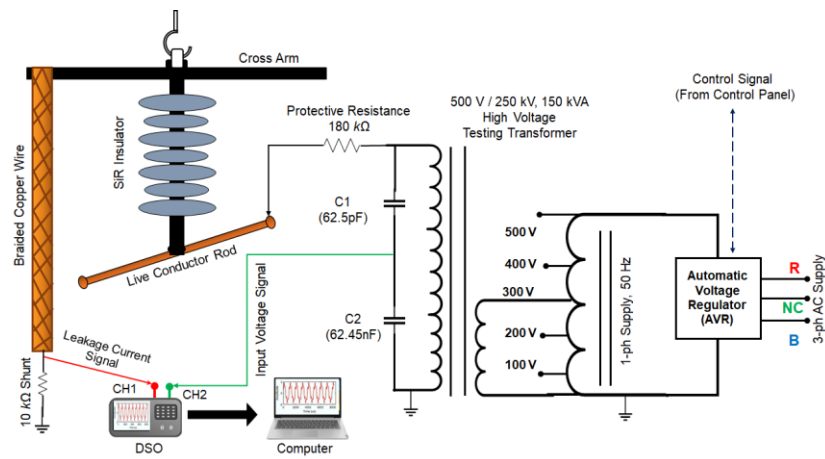 Cross Arm
Braided Copper Wire
SiR Insulator
Live Conductor Rod
Protective Resistance
180 kΩ
C1
(62.5pF)
C2
(62.45nF)
Input Voltage Signal
Leakage Current
Signal
10 kΩ Shunt
CH1
CH2
DSO
Computer
500 V / 250 kV, 150 kVA
High Voltage
Testing Transformer
500 V
400 V
300 V
200 V
100 V
1-ph Supply, 50 Hz
Control Signal
(From Control Panel)
Automatic
Voltage
Regulator
(AVR)
R
NC
B
3-ph AC Supply